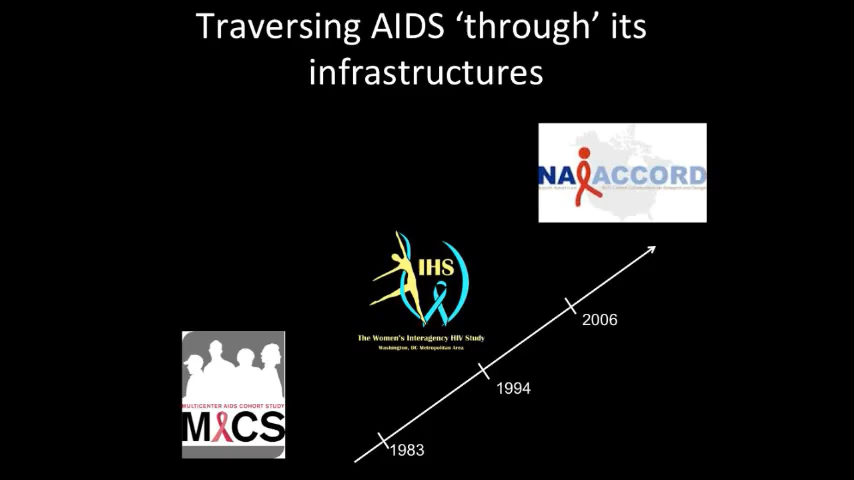 Traversing AIDS ‘through’ its
infrastructures
NA ACCORD
IHS
The Women's Interagency HIV Study
Washington, DC Metropolitan Area
2006
1994
MULTICENTER AIDS COHORT STUDY
MACS
1983